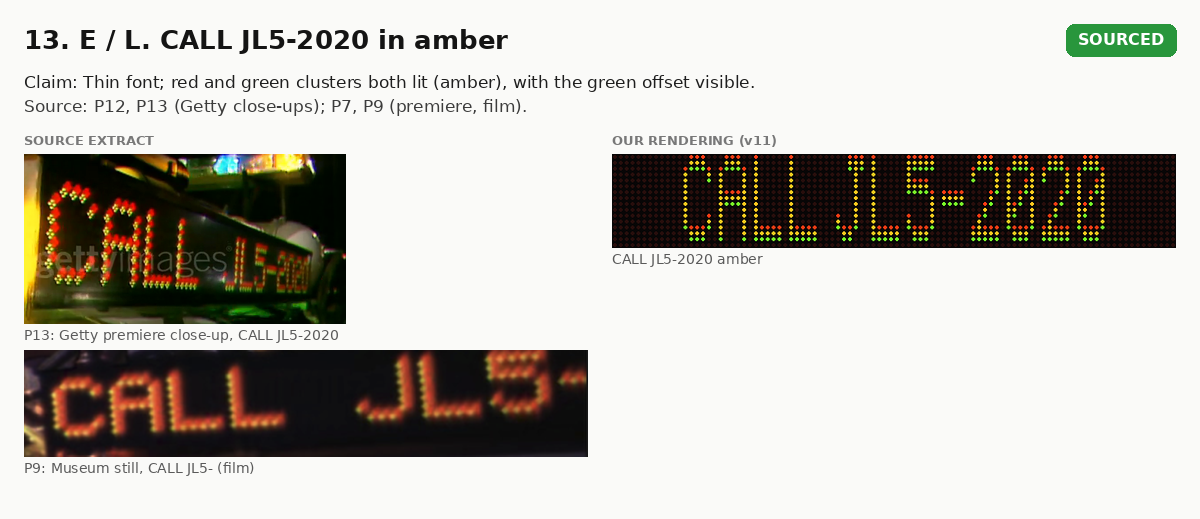 13. E / L. CALL JL5-2020 in amber
SOURCED
Claim: Thin font; red and green clusters both lit (amber), with the green offset visible.
Source: P12, P13 (Getty close-ups); P7, P9 (premiere, film).
SOURCE EXTRACT
OUR RENDERING (v11)
CALL JL5-2020
gettyimages
CALL JL5-2020
P13: Getty premiere close-up, CALL JL5-2020
CALL JL5-2020 amber
CALL JL5-
P9: Museum still, CALL JL5- (film)